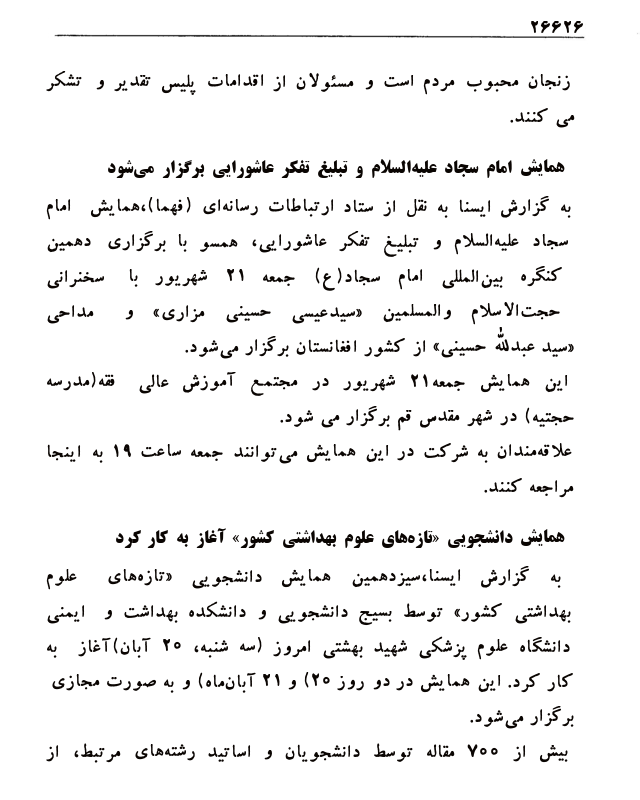 ۲۶۶۲۶
زنجان محبوب مردم است و مسئولان از اقدامات پلیس تقدیر و تشکر
می کنند.
همایش امام سجاد علیه‌السلام و تبلیغ تفکر عاشورایی برگزار می‌شود
به گزارش ایسنا به نقل از ستاد ارتباطات رسانه‌ای (فهما)،همایش امام
سجاد علیه‌السلام و تبلیغ تفکر عاشورایی، همسو با برگزاری دهمین
کنگره بین‌المللی امام سجاد(ع) جمعه ۲۱ شهریور با سخنرانی
حجت‌الاسلام والمسلمین «سیدعیسی حسینی مزاری» و مداحی
«سید عبدالله حسینی» از کشور افغانستان برگزار می‌شود.
این همایش جمعه۲۱ شهریور در مجتمع آموزش عالی فقه(مدرسه
حجتیه) در شهر مقدس قم برگزار می شود.
علاقه‌مندان به شرکت در این همایش می‌توانند جمعه ساعت ۱۹ به اینجا
مراجعه کنند.
همایش دانشجویی «تازه‌های علوم بهداشتی کشور» آغاز به کار کرد
به گزارش ایسنا،سیزدهمین همایش دانشجویی «تازه‌های علوم
بهداشتی کشور» توسط بسیج دانشجویی و دانشکده بهداشت و ایمنی
دانشگاه علوم پزشکی شهید بهشتی امروز (سه شنبه، ۲۰ آبان)آغاز به
کار کرد. این همایش در دو روز ۲۰) و ۲۱ آبان‌ماه) و به صورت مجازی
برگزار می‌شود.
بیش از ۷۰۰ مقاله توسط دانشجویان و اساتید رشته‌های مرتبط، از